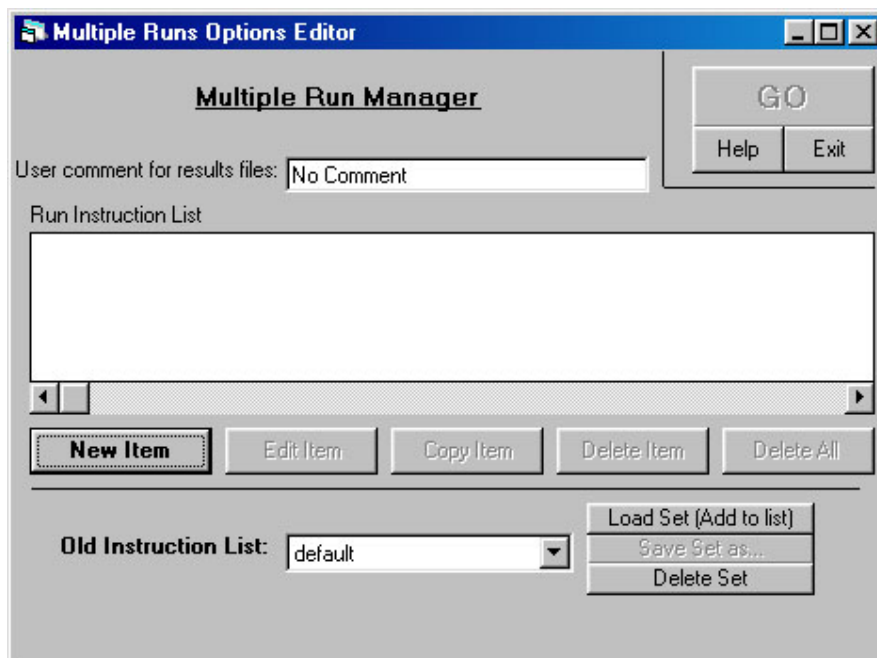 Multiple Runs Options Editor
Multiple Run Manager
GO
Help Exit
User comment for results files: No Comment
Run Instruction List
New Item Edit Item Copy Item Delete Item Delete All
Old Instruction List: default
Load Set (Add to list)
Save Set as...
Delete Set